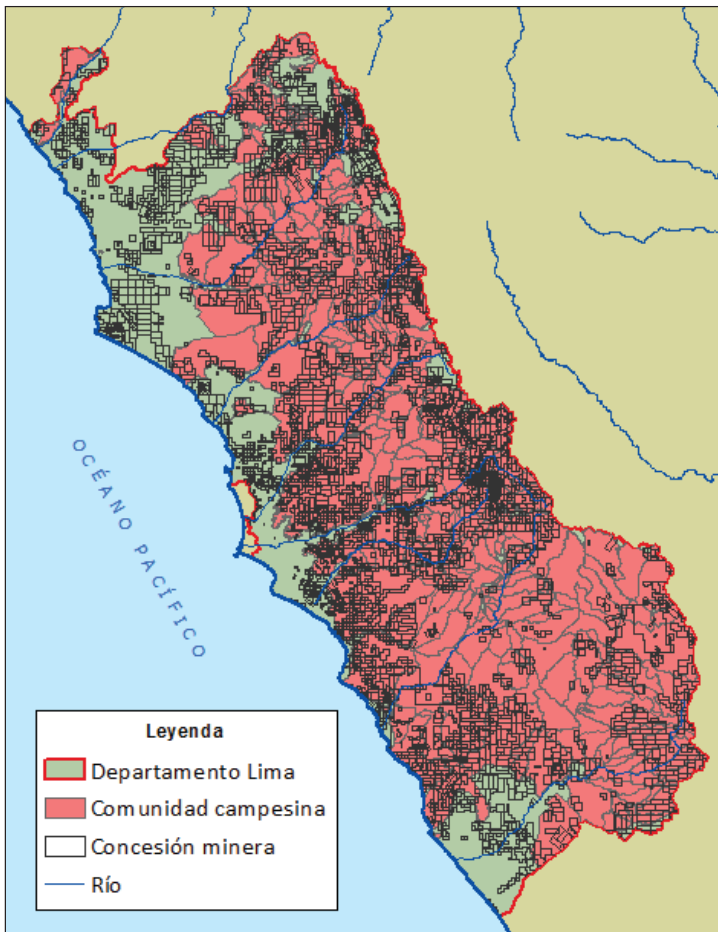 OCÉANO PACÍFICO
Leyenda
Departamento Lima
Comunidad campesina
Concesión minera
Río